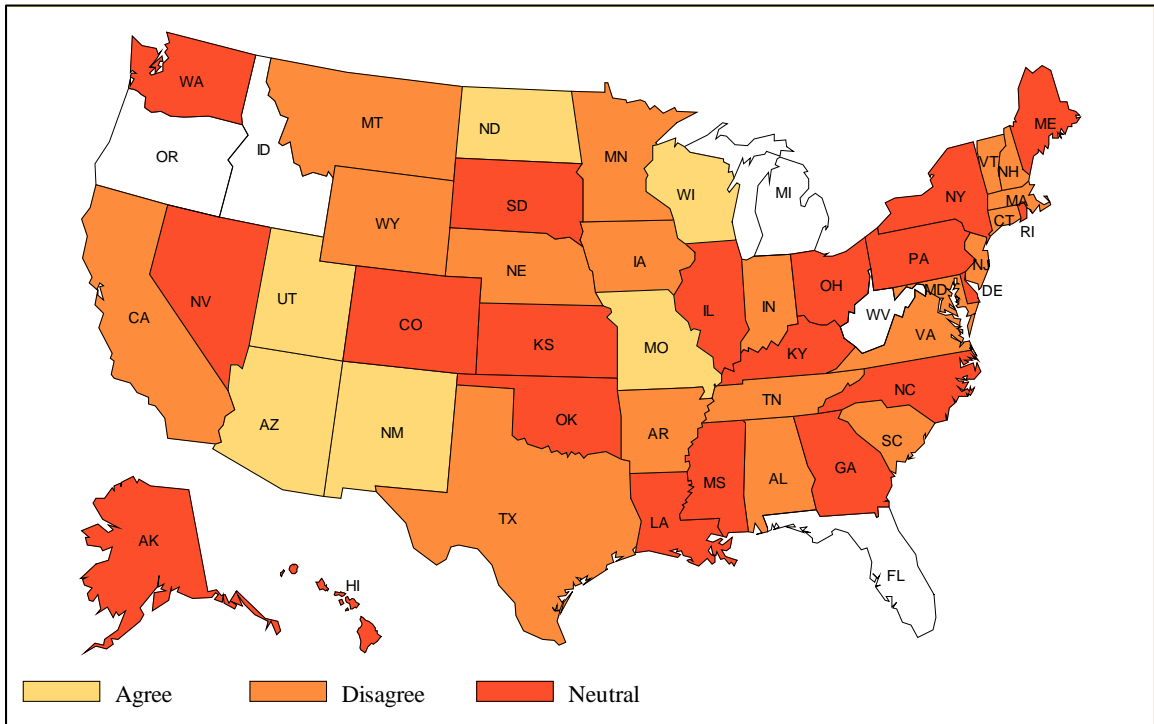 WA
ME
MT
ND
VT
NH
OR
ID
MN
WI
MI
NY
MA
SD
CT
RI
WY
PA
IA
NE
NJ
OH
MD
DE
NV
UT
IL
IN
WV
CA
CO
VA
KS
MO
KY
NC
TN
AZ
NM
OK
AR
SC
GA
MS
AL
TX
LA
AK
FL
HI
Agree
Disagree
Neutral